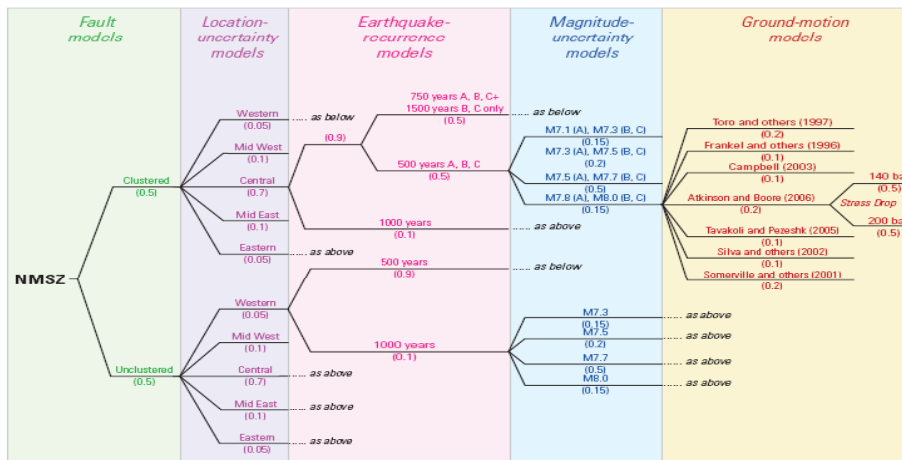 Fault
models
Location-
uncertainty
models
Earthquake-
recurrence
models
Magnitude-
uncertainty
models
Ground-motion
models
NMSZ
Clustered
(0.5)
Unclustered
(0.5)
Western
(0.05)
..... as below
Mid West
(0.1)
Central
(0.7)
Mid East
(0.1)
Eastern
(0.05)
..... as above
Western
(0.05)
Mid West
(0.1)
Central
(0.7)
..... as above
Mid East
(0.1)
..... as above
Eastern
(0.05)
..... as above
(0.9)
750 years A, B, C+
1500 years B, C only
(0.5)
..... as below
500 years A, B, C
(0.5)
1000 years
(0.1)
..... as above
500 years
(0.9)
..... as below
1000 years
(0.1)
M7.1 (A), M7.3 (B, C)
(0.15)
M7.3 (A), M7.5 (B, C)
(0.2)
M7.5 (A), M7.7 (B, C)
(0.5)
M7.8 (A), M8.0 (B, C)
(0.15)
M7.3
(0.15)
..... as above
M7.5
(0.2)
..... as above
M7.7
(0.5)
..... as above
M8.0
(0.15)
..... as above
Toro and others (1997)
(0.2)
Frankel and others (1996)
(0.1)
Campbell (2003)
(0.1)
Atkinson and Boore (2006)
(0.2)
140 ba
(0.5)
Stress Drop
200 ba
(0.5)
Tavakoli and Pezeshk (2005)
(0.1)
Silva and others (2002)
(0.1)
Somerville and others (2001)
(0.2)